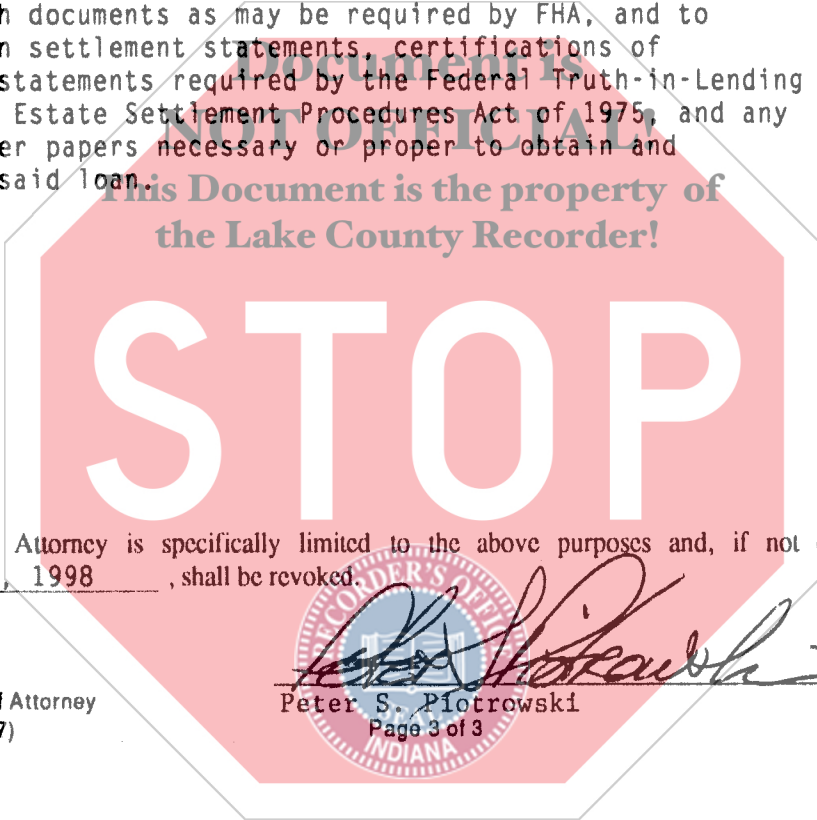 h documents as may be required by FHA, and to
n settlement statements, certifications of
statements required by the Federal Truth-in-Lending
Estate Settlement Procedures Act of 1975, and any
er papers necessary or proper to obtain and
said loan.
Document is
NOT OFFICIAL!
This Document is the property of
the Lake County Recorder!
STOP
Attorney is specifically limited to the above purposes and, if not
, 1998 , shall be revoked.
RECORDER'S OFFICE
SEAL
INDIANA
Peter S. Piotrowski
f Attorney
Peter S. Piotrowski
7)
Page 3 of 3